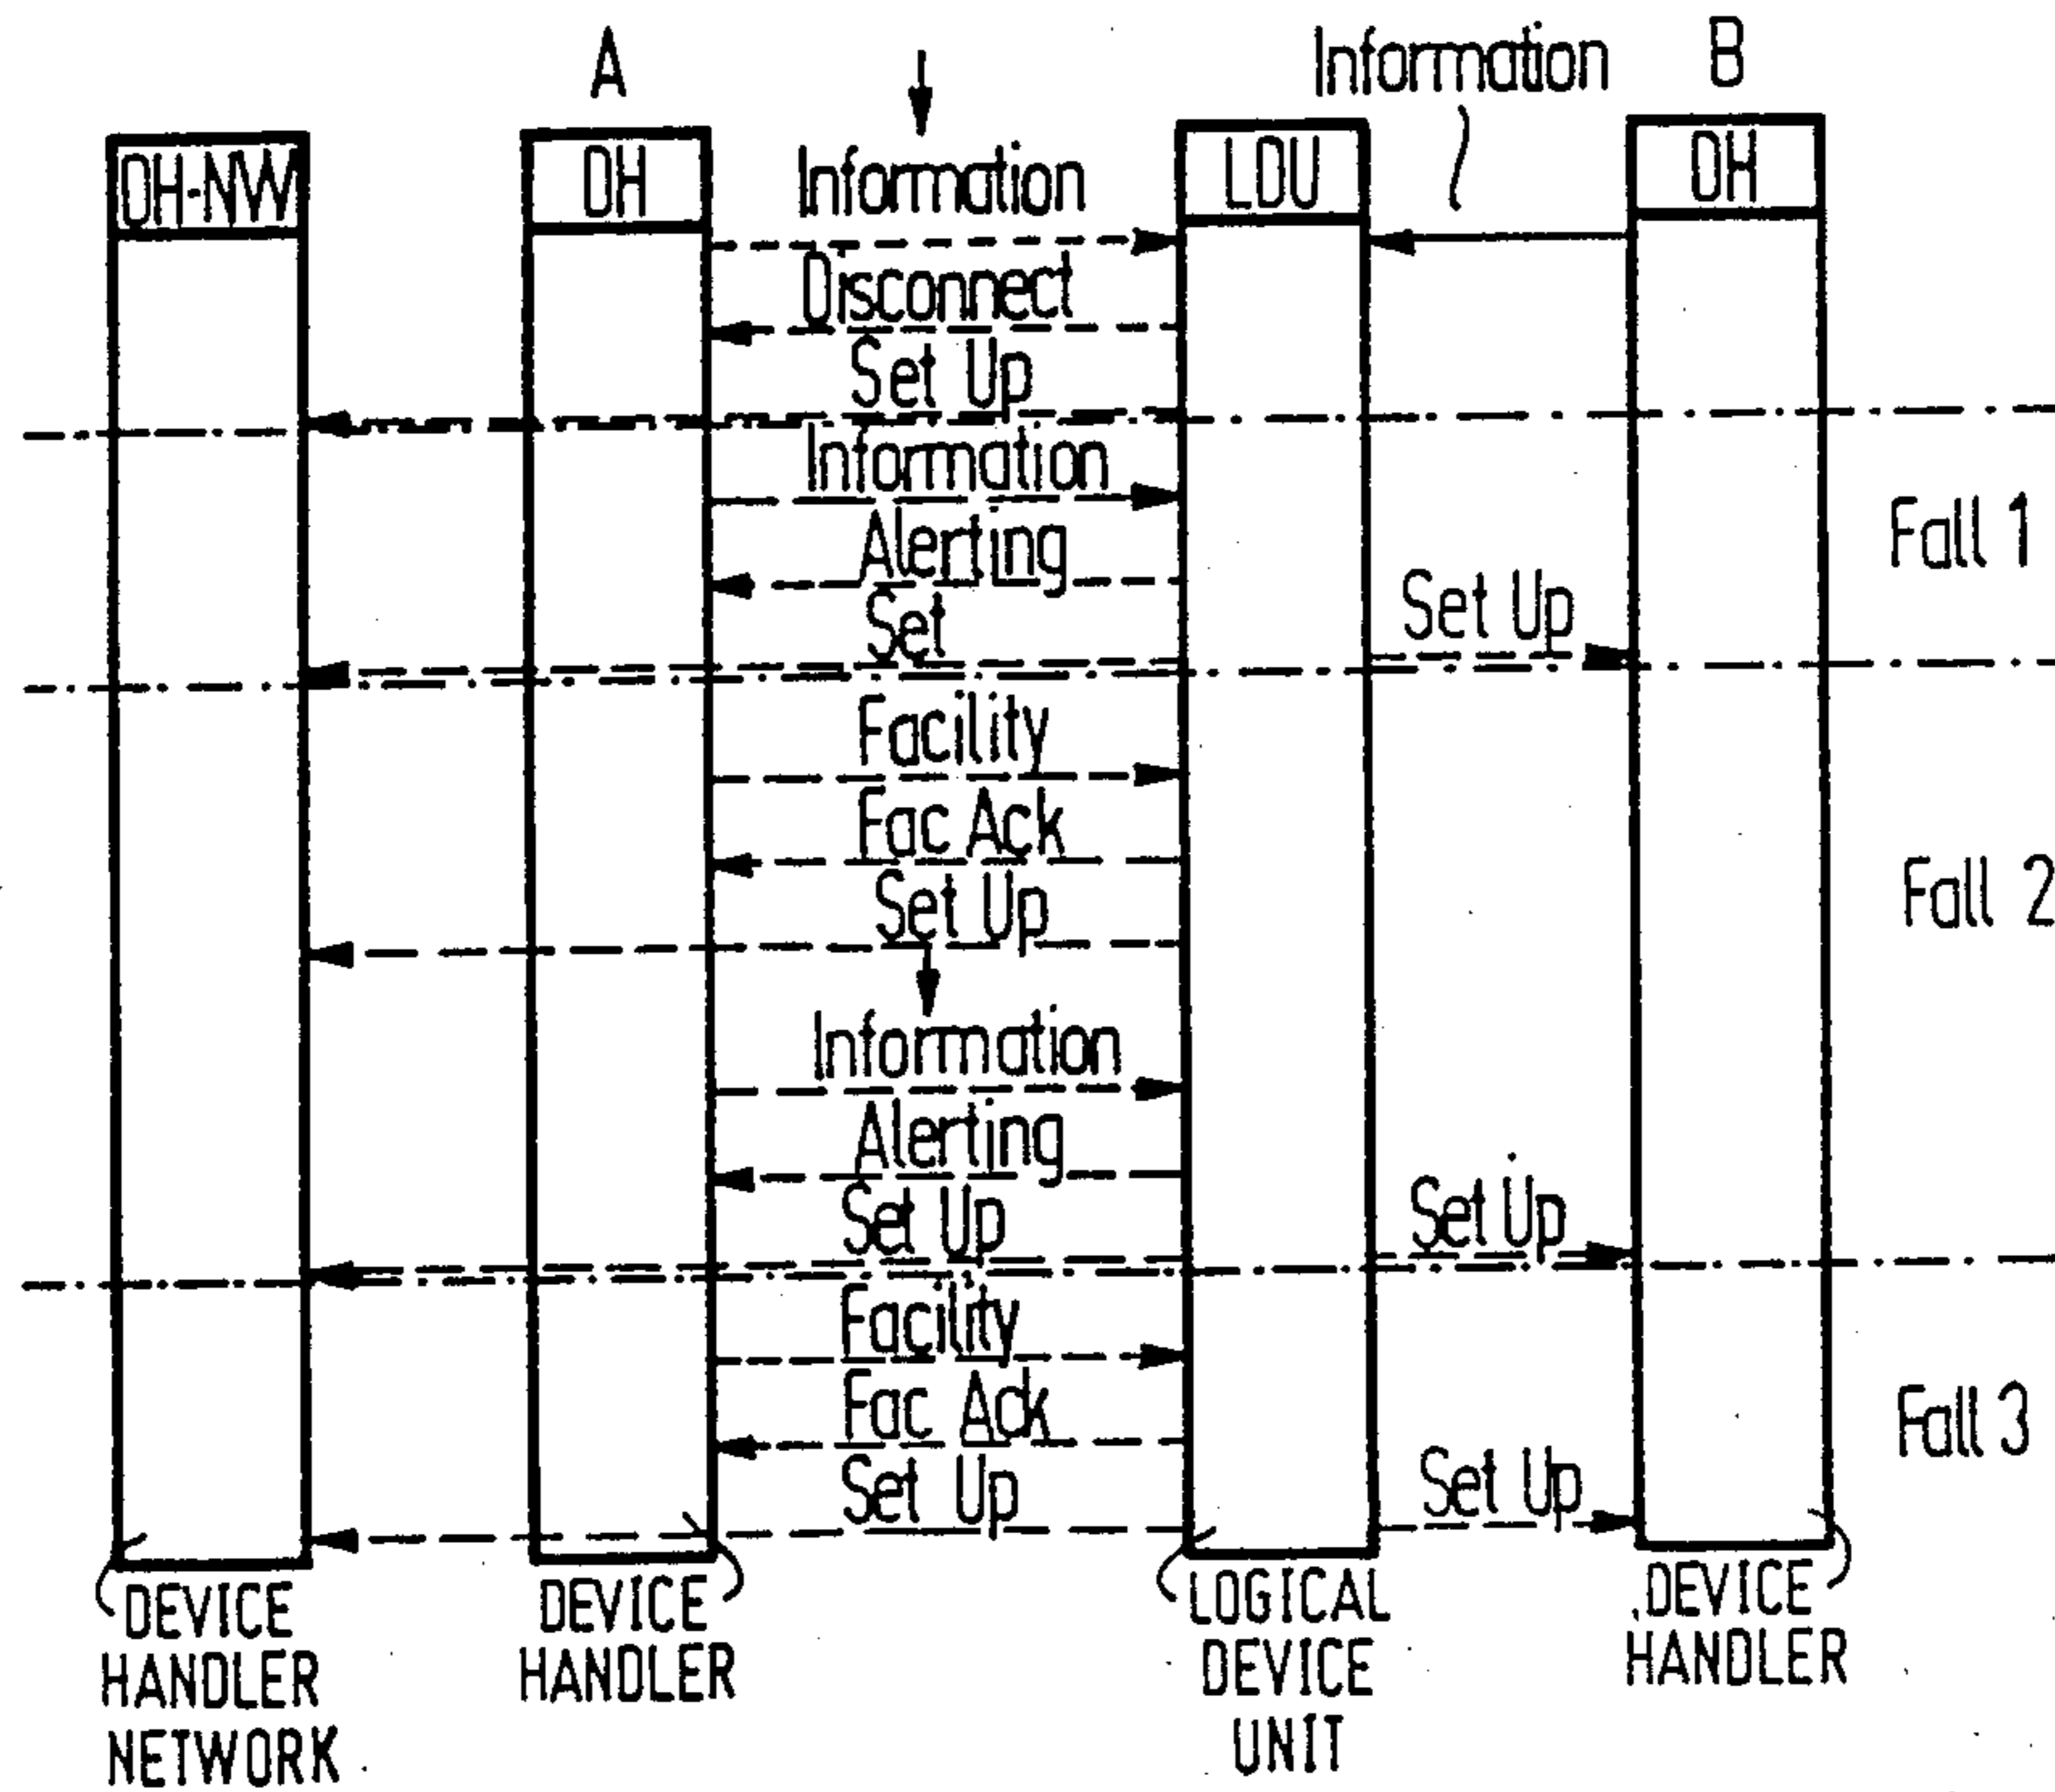 A
Information
B
DH-NW
DH
Information
LDU
DH
Disconnect
Set Up
Information
Fall 1
Alerting
Set
Set Up
Facility
Fac Ack
Fall 2
Set Up
Information
Alerting
Set Up
Set Up
Facility
Fac Ack
Fall 3
Set Up
Set Up
DEVICE
HANDLER
NETWORK
DEVICE
HANDLER
LOGICAL
DEVICE
UNIT
DEVICE
HANDLER